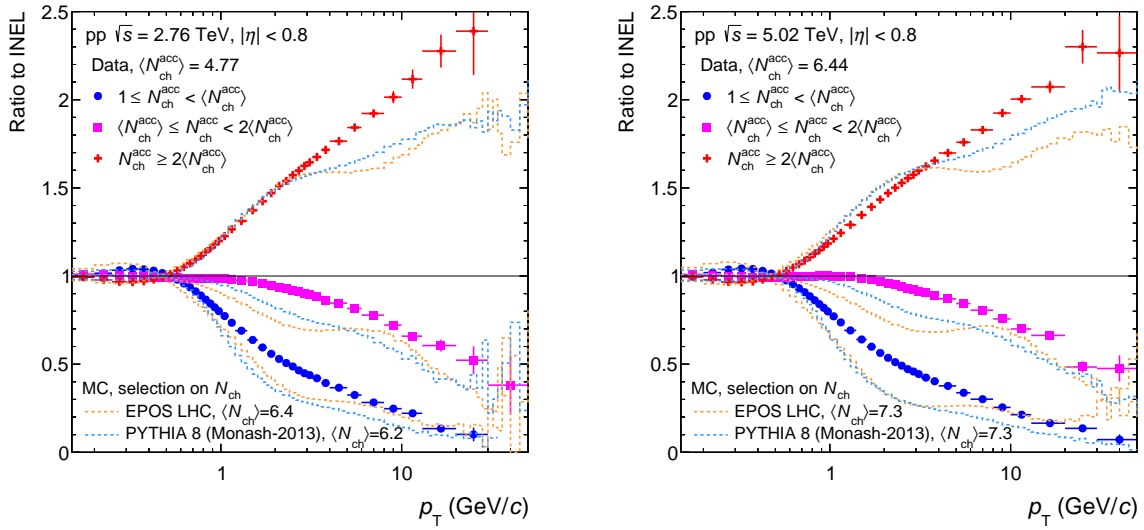 Ratio to INEL
2.5
2
1.5
1
0.5
0
pp √s = 2.76 TeV, |η| < 0.8
Data, ⟨N_ch^acc⟩ = 4.77
1 ≤ N_ch^acc < ⟨N_ch^acc⟩
⟨N_ch^acc⟩ ≤ N_ch^acc < 2⟨N_ch^acc⟩
N_ch^acc ≥ 2⟨N_ch^acc⟩
MC, selection on N_ch
EPOS LHC, ⟨N_ch⟩=6.4
PYTHIA 8 (Monash-2013), ⟨N_ch⟩=6.2
1 10
p_T (GeV/c)
Ratio to INEL
2.5
2
1.5
1
0.5
0
pp √s = 5.02 TeV, |η| < 0.8
Data, ⟨N_ch^acc⟩ = 6.44
1 ≤ N_ch^acc < ⟨N_ch^acc⟩
⟨N_ch^acc⟩ ≤ N_ch^acc < 2⟨N_ch^acc⟩
N_ch^acc ≥ 2⟨N_ch^acc⟩
MC, selection on N_ch
EPOS LHC, ⟨N_ch⟩=7.3
PYTHIA 8 (Monash-2013), ⟨N_ch⟩=7.3
1 10
p_T (GeV/c)